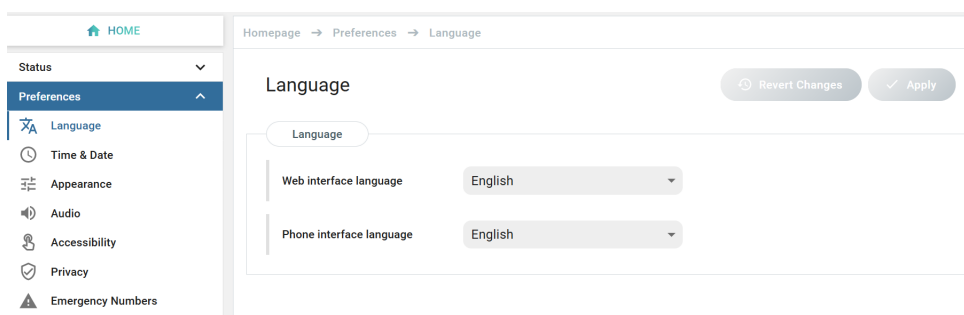 HOME
Homepage → Preferences → Language
Status
Preferences
Language
Time & Date
Appearance
Audio
Accessibility
Privacy
Emergency Numbers
Language
Revert Changes
Apply
Language
Web interface language
English
Phone interface language
English